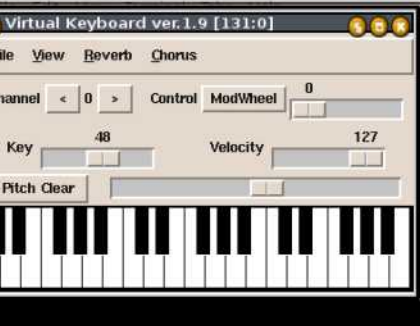 Virtual Keyboard ver.1.9 [131:0]
ile View Reverb Chorus
hannel < 0 > Control ModWheel 0
Key 48 Velocity 127
Pitch Clear